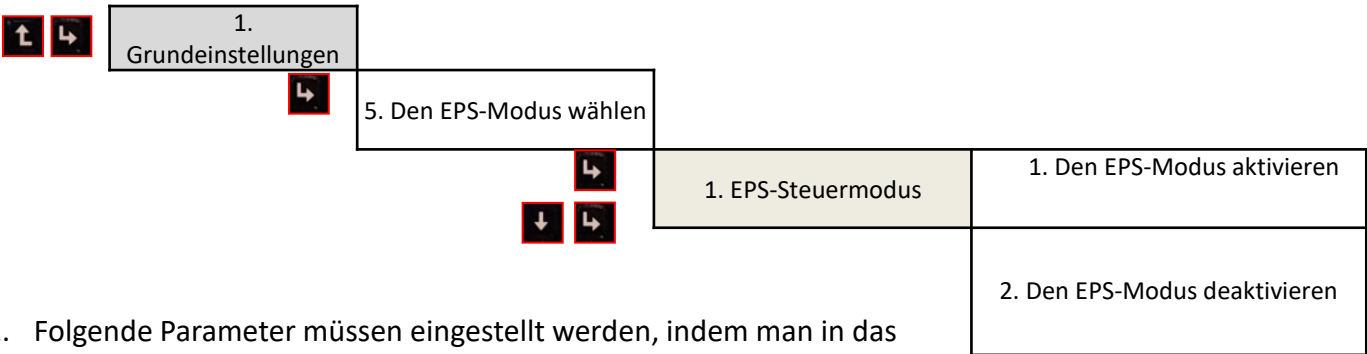 1.
Grundeinstellungen
5. Den EPS-Modus wählen
1. EPS-Steuermodus
1. Den EPS-Modus aktivieren
2. Den EPS-Modus deaktivieren
. Folgende Parameter müssen eingestellt werden, indem man in das